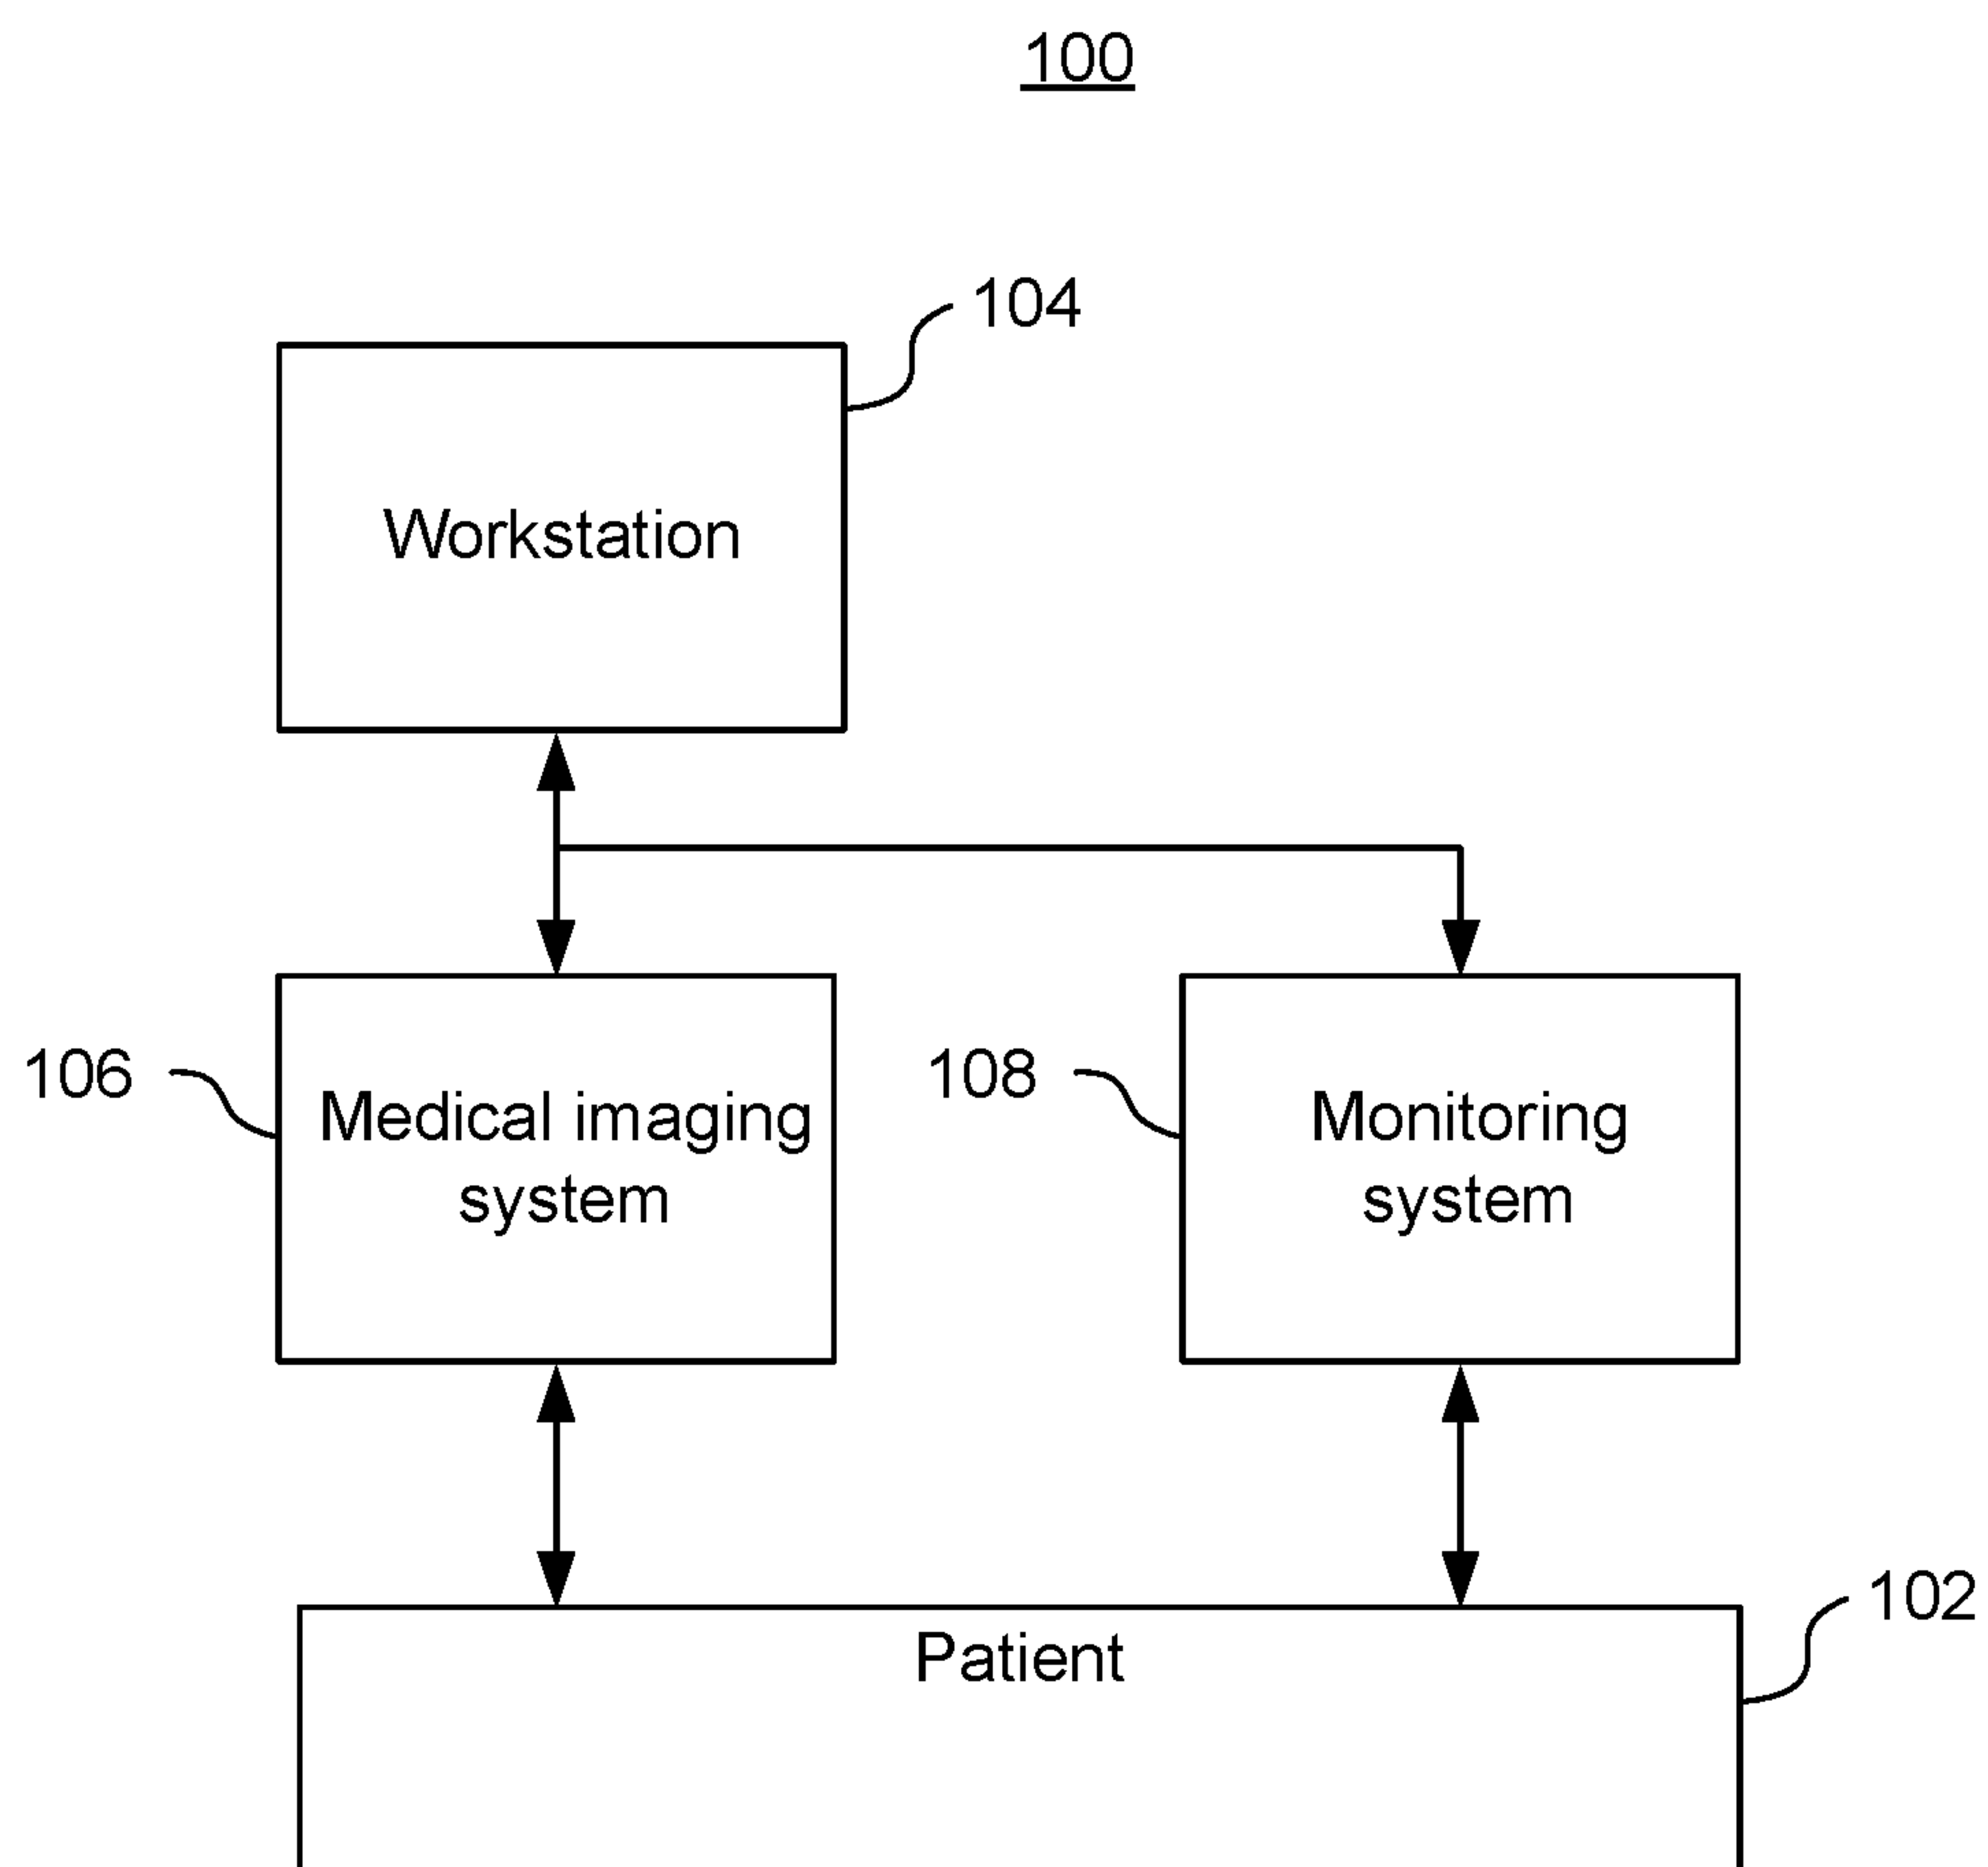 100
104
Workstation
106
Medical imaging
system
108
Monitoring
system
102
Patient